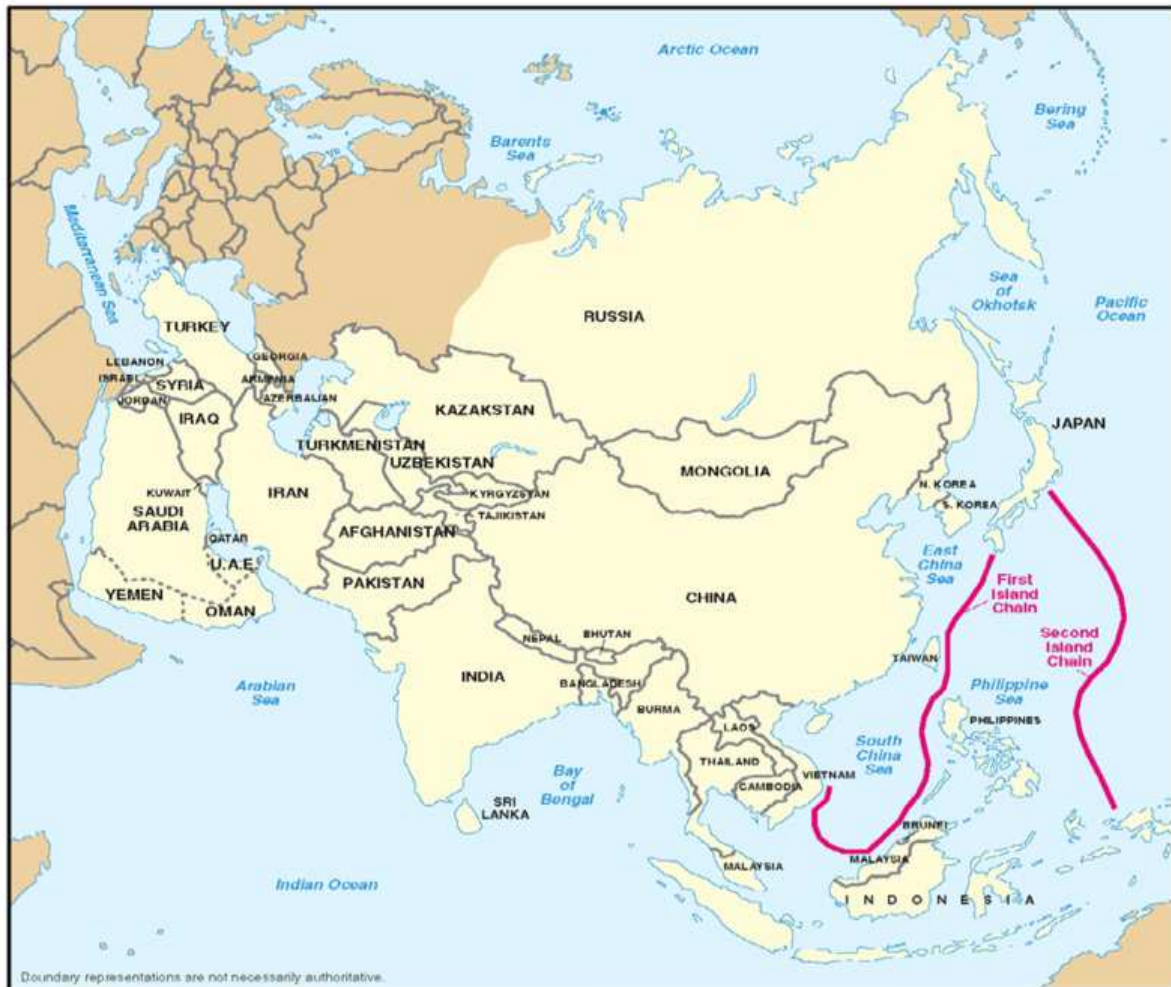 Arctic Ocean
Bering
Sea
Barents
Sea
Mediterranean Sea
Sea
of
Okhotsk
Pacific
Ocean
RUSSIA
TURKEY
GEORGIA
LEBANON
ARMENIA
ISRAEL
SYRIA
AZERBALIAN
JORDAN
IRAQ
KAZAKSTAN
JAPAN
TURKMENISTAN
UZBEKISTAN
MONGOLIA
N. KOREA
KYRGYZSTAN
KUWAIT
IRAN
S. KOREA
SAUDI
ARABIA
TAJIKISTAN
AFGHANISTAN
QATAR
U.A.E.
East
China
Sea
PAKISTAN
First
Island
Chain
YEMEN
OMAN
CHINA
NEPAL
BHUTAN
Second
Island
Chain
TAIWAN
INDIA
BANGLADESH
Arabian
Sea
BURMA
Philippine
Sea
PHILIPPINES
LAOS
South
China
Sea
THAILAND
VIETNAM
Bay
of
Bengal
CAMBODIA
SRI
LANKA
BRUNEI
MALAYSIA
MALAYSIA
Indian Ocean
INDONESIA
Boundary representations are not necessarily authoritative.